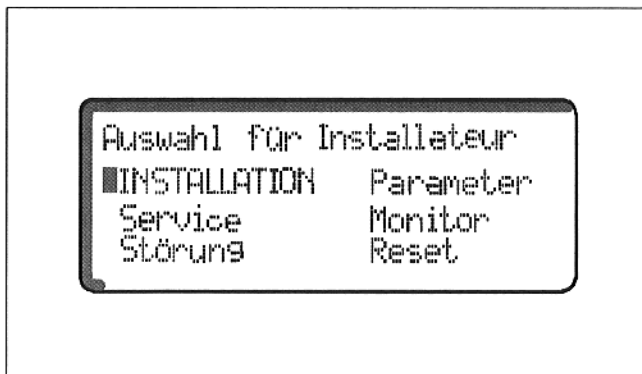 Auswahl für Installateur
INSTALLATION Parameter
Service Monitor
Störung Reset